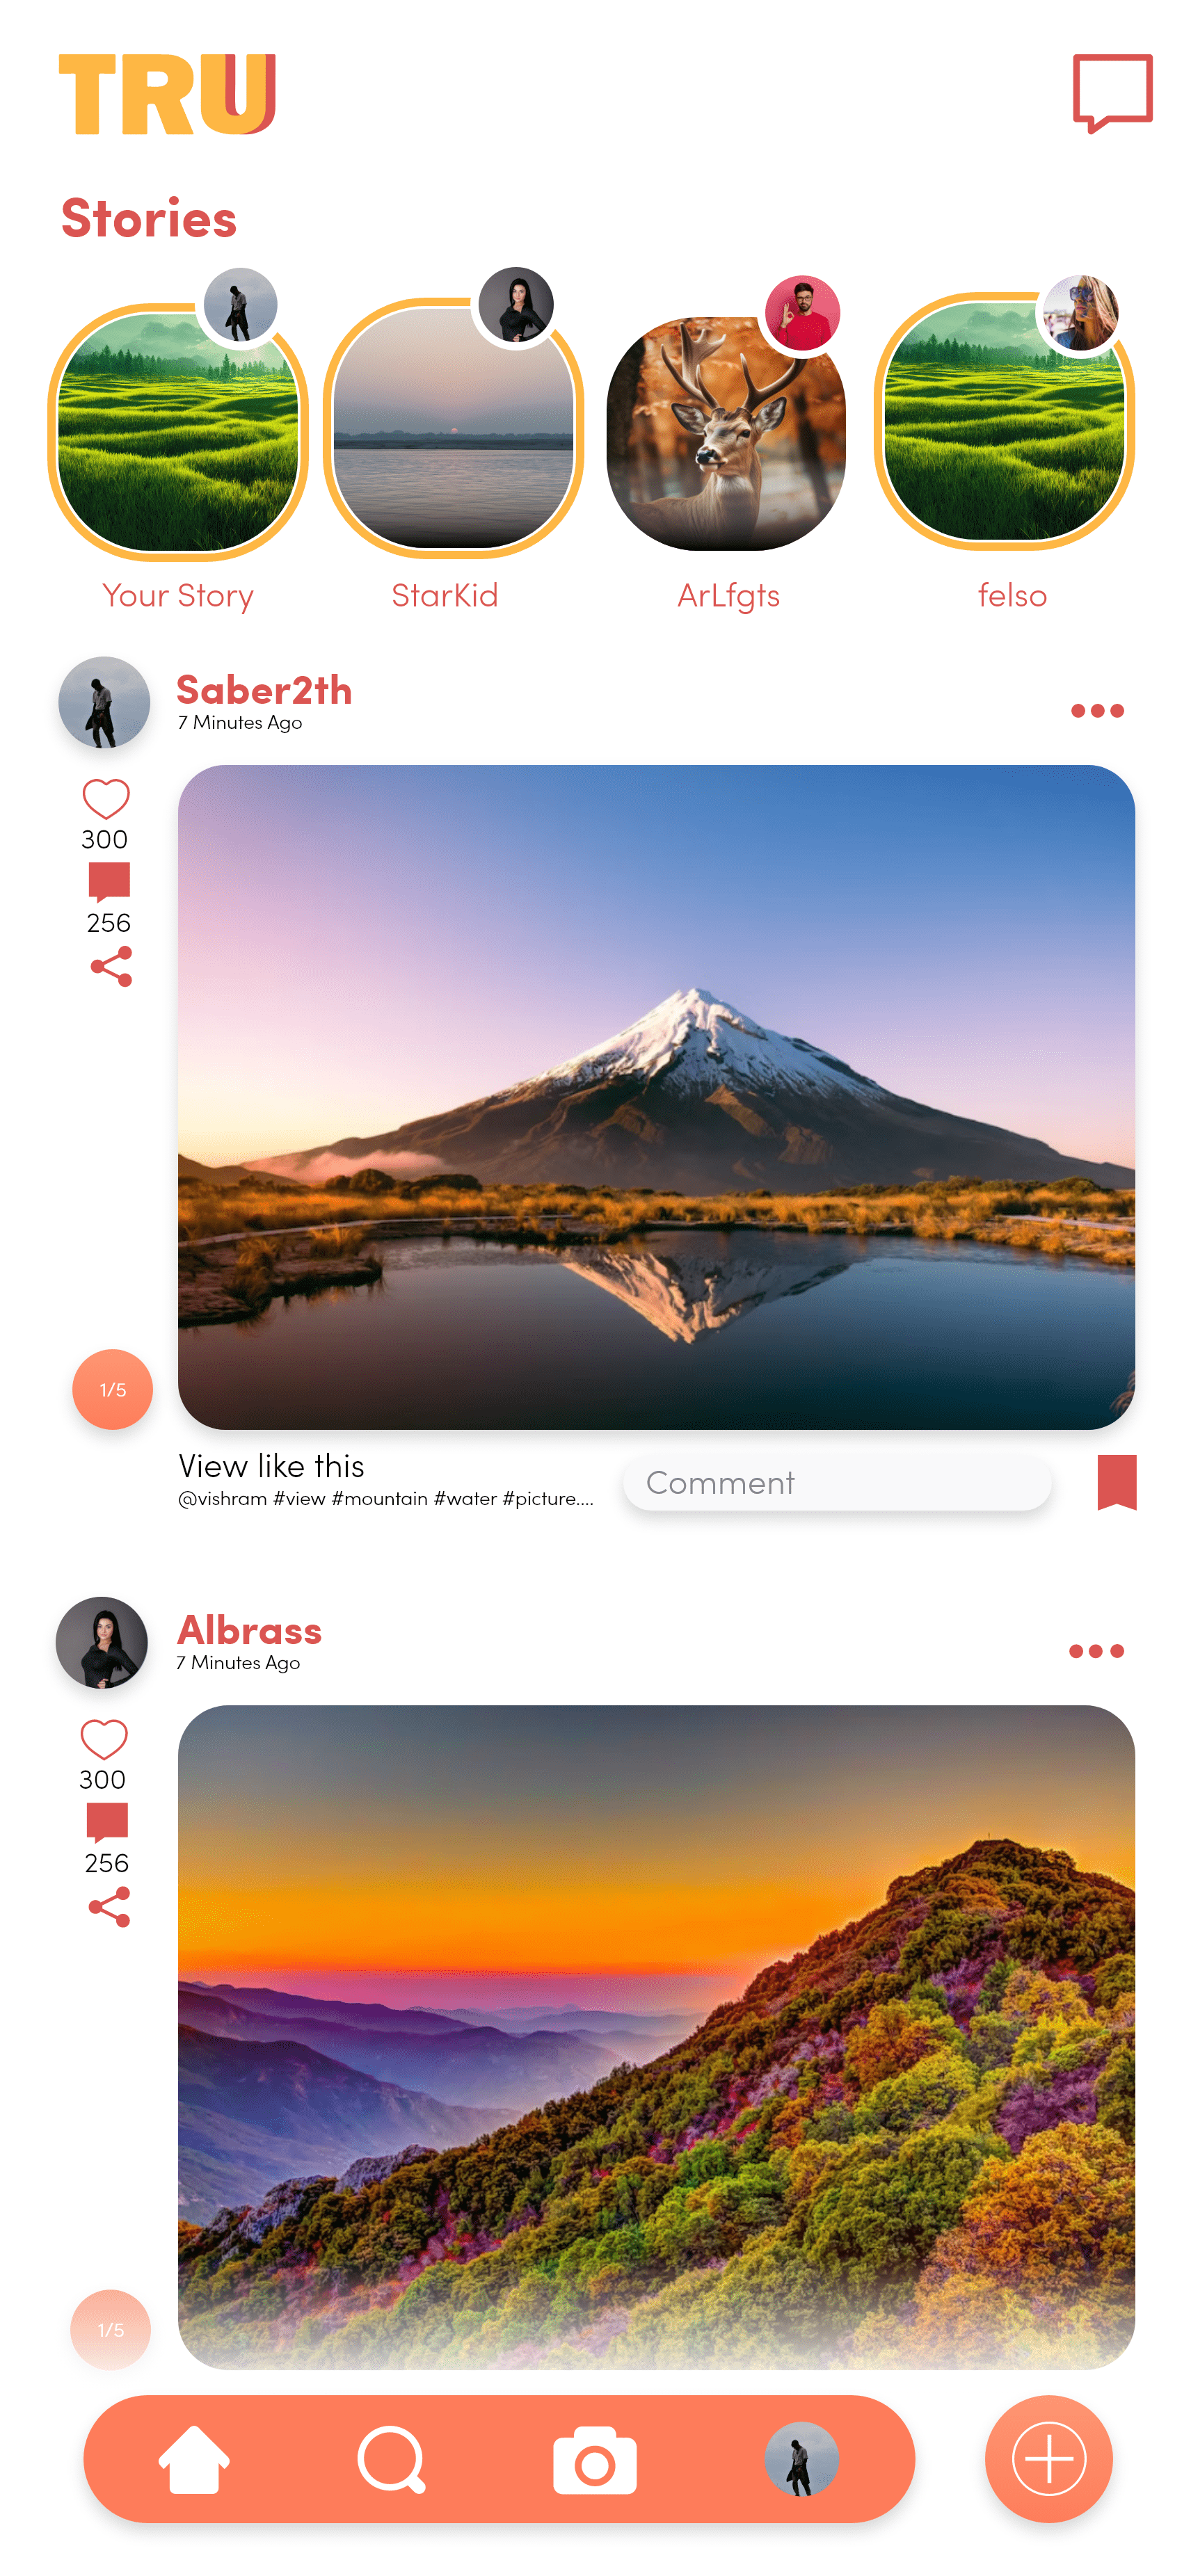 TRU
Stories
Your Story
StarKid
ArLfgts
felso
Saber2th
7 Minutes Ago
300
256
1/5
View like this
@vishram #view #mountain #water #picture....
Comment
Albrass
7 Minutes Ago
300
256
1/5